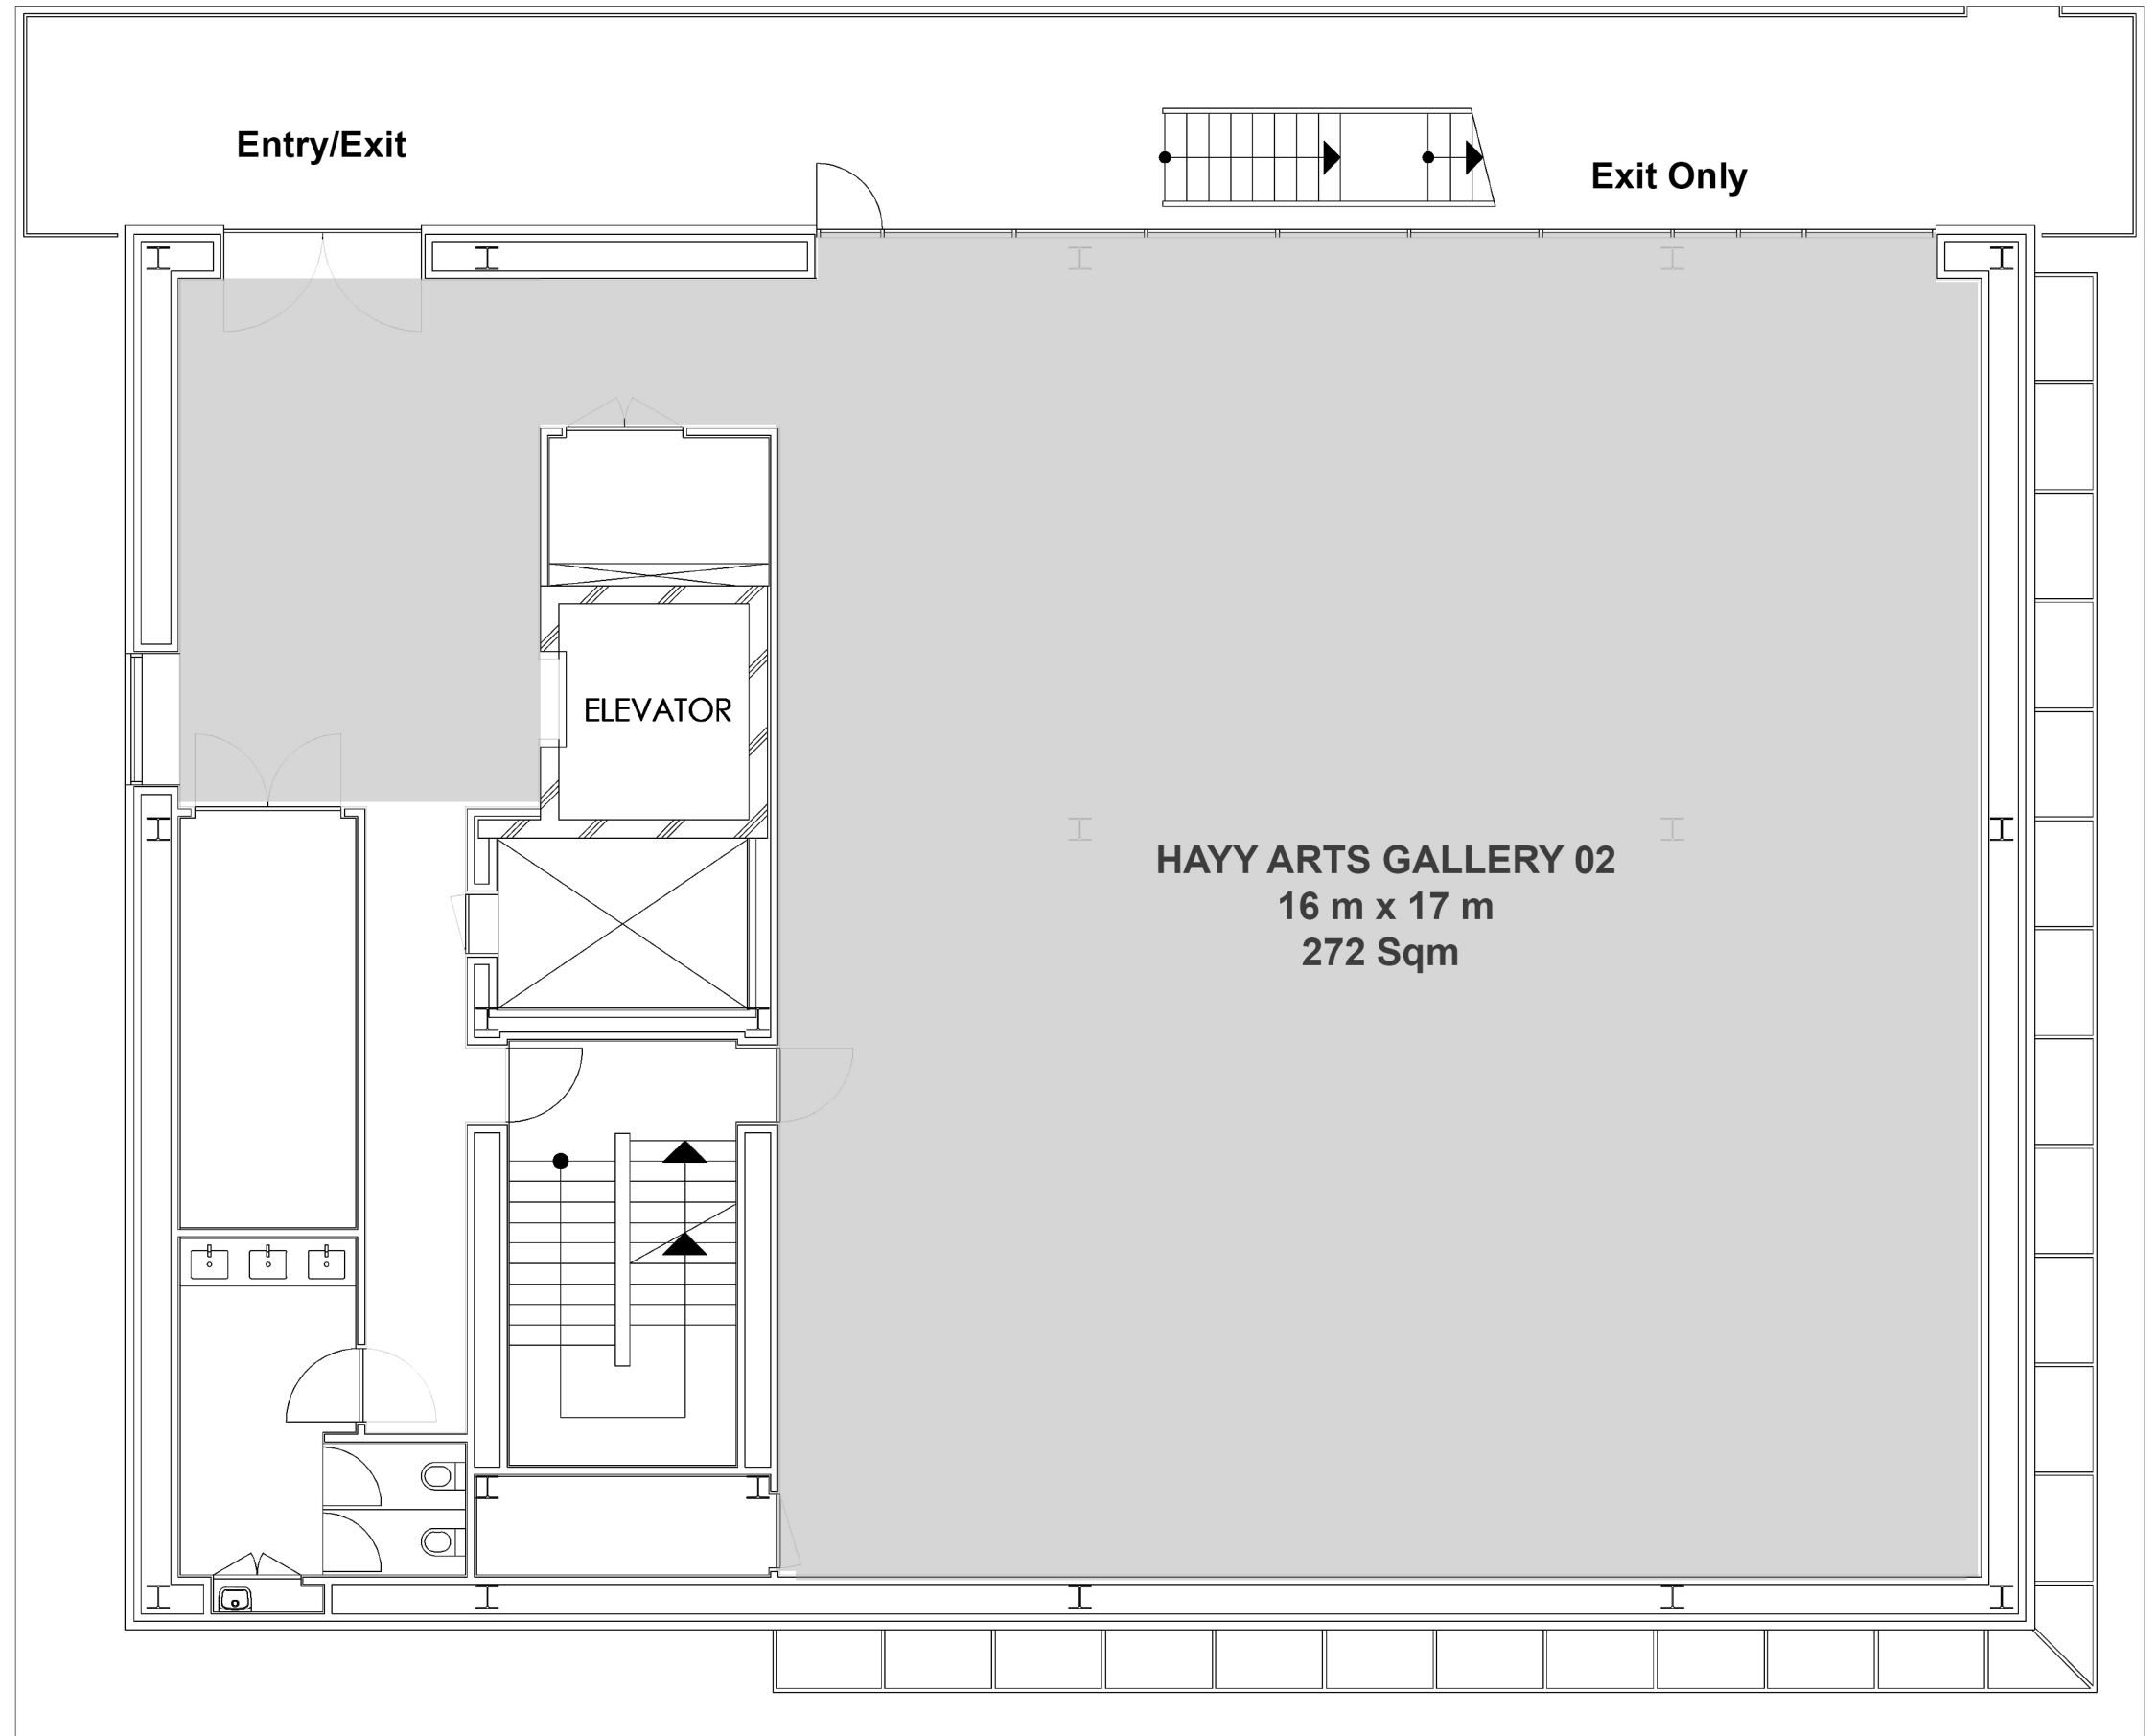 Entry/Exit
Exit Only
ELEVATOR
HAYY ARTS GALLERY 02
16 m x 17 m
272 Sqm